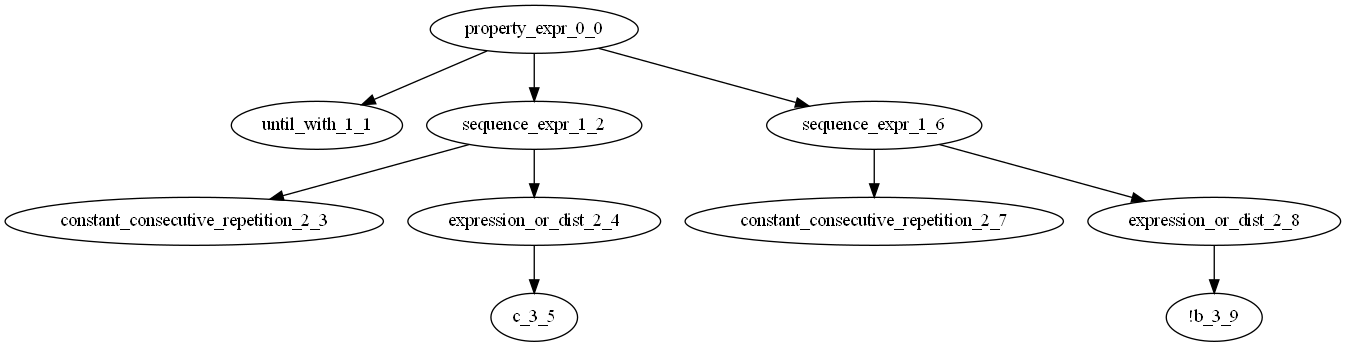 property_expr_0_0
until_with_1_1
sequence_expr_1_2
sequence_expr_1_6
constant_consecutive_repetition_2_3
expression_or_dist_2_4
constant_consecutive_repetition_2_7
expression_or_dist_2_8
c_3_5
!b_3_9